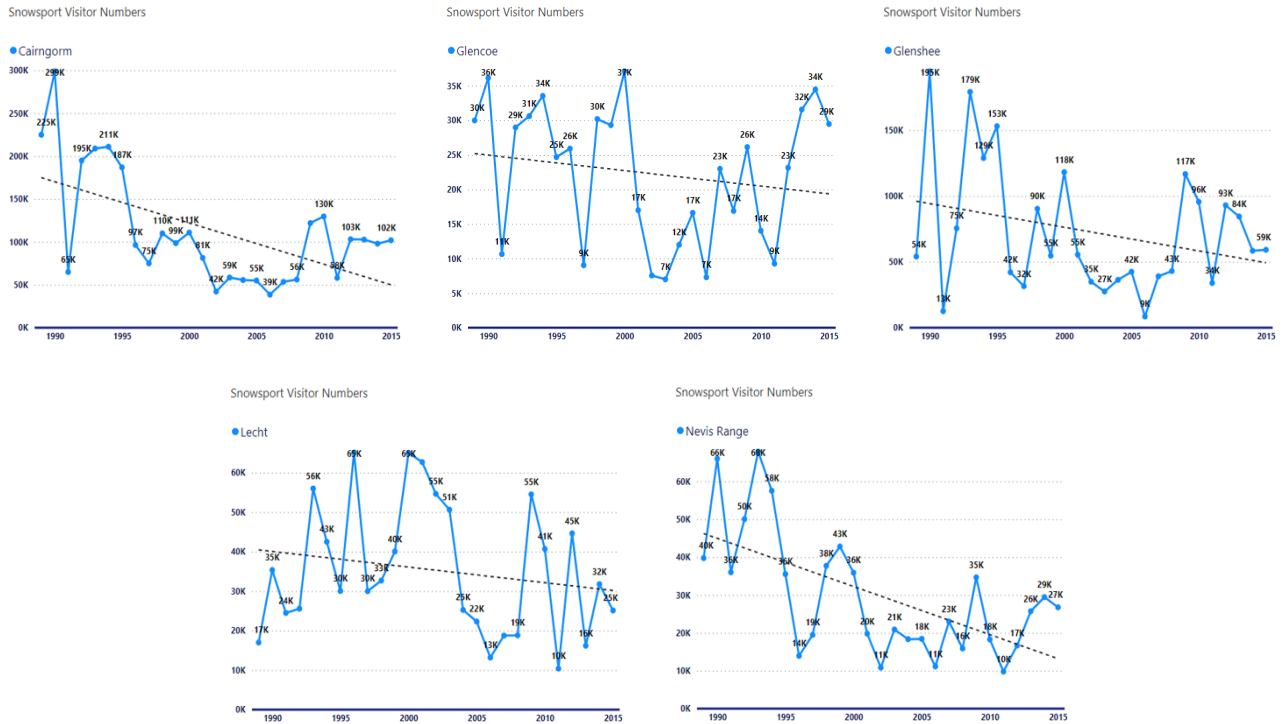 Snowsport Visitor Numbers
Cairngorm
300K
250K
200K
150K
100K
50K
0K
225K
299K
65K
195K
211K
187K
97K
75K
110K
99K
111K
81K
42K
59K
55K
39K
56K
130K
58K
103K
102K
1990 1995 2000 2005 2010 2015
Snowsport Visitor Numbers
Glencoe
35K
30K
25K
20K
15K
10K
5K
0K
30K
36K
11K
29K
31K
34K
25K
26K
9K
30K
37K
17K
7K
12K
17K
7K
23K
17K
26K
14K
9K
23K
32K
34K
29K
1990 1995 2000 2005 2010 2015
Snowsport Visitor Numbers
Glenshee
150K
100K
50K
0K
54K
195K
13K
75K
179K
129K
153K
42K
32K
90K
55K
118K
55K
35K
27K
42K
9K
43K
117K
96K
34K
93K
84K
59K
1990 1995 2000 2005 2010 2015
Snowsport Visitor Numbers
Lecht
60K
50K
40K
30K
20K
10K
0K
17K
35K
24K
56K
43K
30K
65K
30K
33K
40K
65K
55K
51K
25K
22K
13K
19K
55K
41K
10K
45K
16K
32K
25K
1990 1995 2000 2005 2010 2015
Snowsport Visitor Numbers
Nevis Range
60K
50K
40K
30K
20K
10K
0K
40K
66K
36K
50K
58K
36K
14K
19K
38K
43K
36K
20K
11K
21K
18K
11K
23K
16K
35K
18K
10K
17K
26K
29K
27K
1990 1995 2000 2005 2010 2015